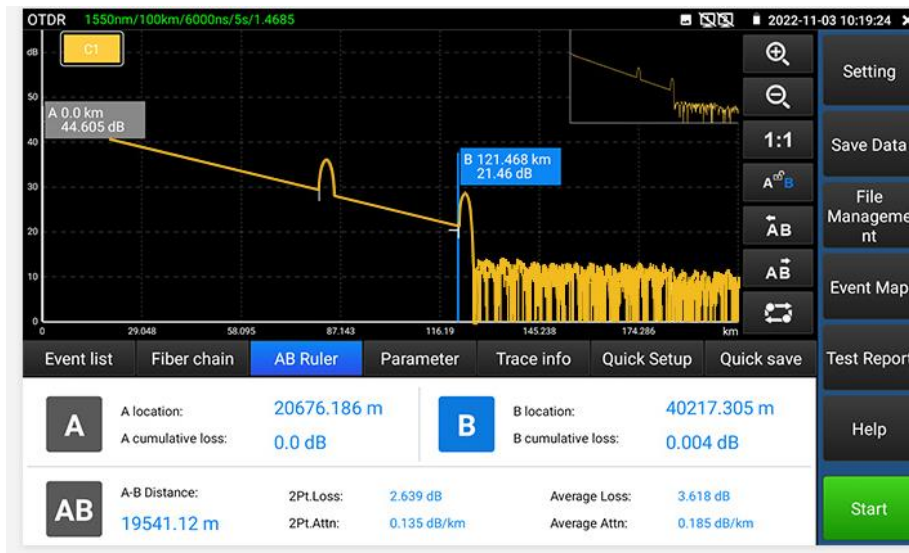 OTDR 1550nm/100km/6000ns/5s/1.4685 2022-11-03 10:19:24
dB C1
50
A 0.0 km
44.605 dB
40
B 121.468 km
21.46 dB
30
20
10
0
0 29.048 58.095 87.143 116.19 145.238 174.286 km
1:1
A B
AB
AB
Setting
Save Data
File
Manageme
nt
Event Map
Test Report
Help
Start
Event list Fiber chain AB Ruler Parameter Trace info Quick Setup Quick save
A
A location: 20676.186 m
A cumulative loss: 0.0 dB
B
B location: 40217.305 m
B cumulative loss: 0.004 dB
AB
A-B Distance:
19541.12 m
2Pt.Loss: 2.639 dB
2Pt.Attn: 0.135 dB/km
Average Loss: 3.618 dB
Average Attn: 0.185 dB/km